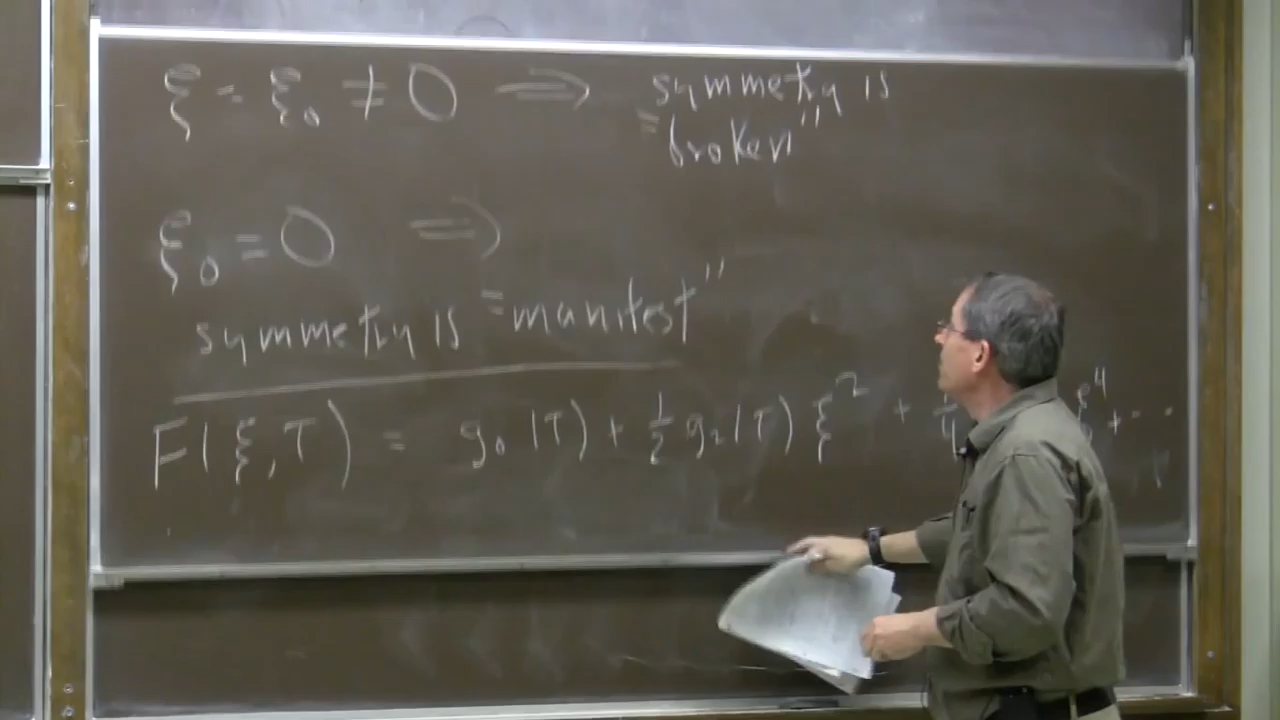 ξ = ξ₀ ≠ 0 ⟹ symmetry is
"broken"
ξ₀ = 0 ⟹
symmetry is "manifest"
F(ξ, τ) = g₀(τ) + ½ g₂(τ) ξ² + ξ⁴ + ...